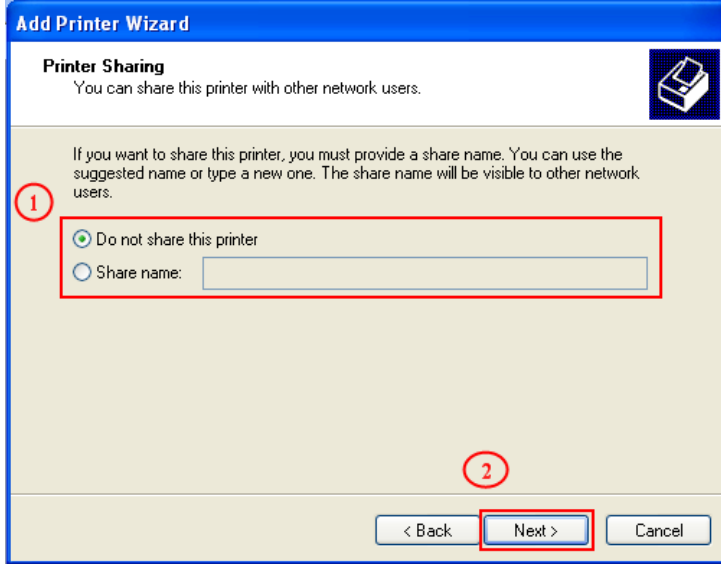 Add Printer Wizard
Printer Sharing
You can share this printer with other network users.
If you want to share this printer, you must provide a share name. You can use the
suggested name or type a new one. The share name will be visible to other network
users.
1
Do not share this printer
Share name:
2
< Back Next > Cancel